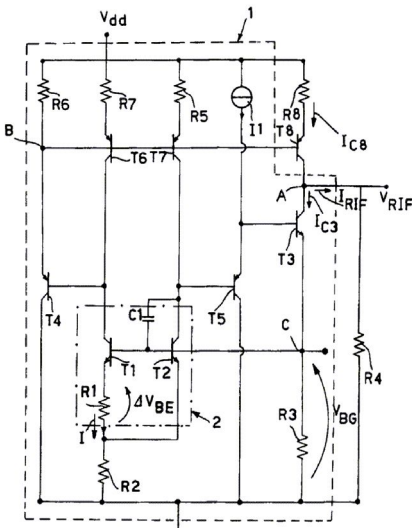 1
Vdd
R6
R7
R5
I1
R8
IC8
B
T6
T7
T8
A
IRIF
VRIF
IC3
T3
T4
C1
T5
C
R4
T1
T2
R1
ΔVBE
I
2
R3
VBG
R2